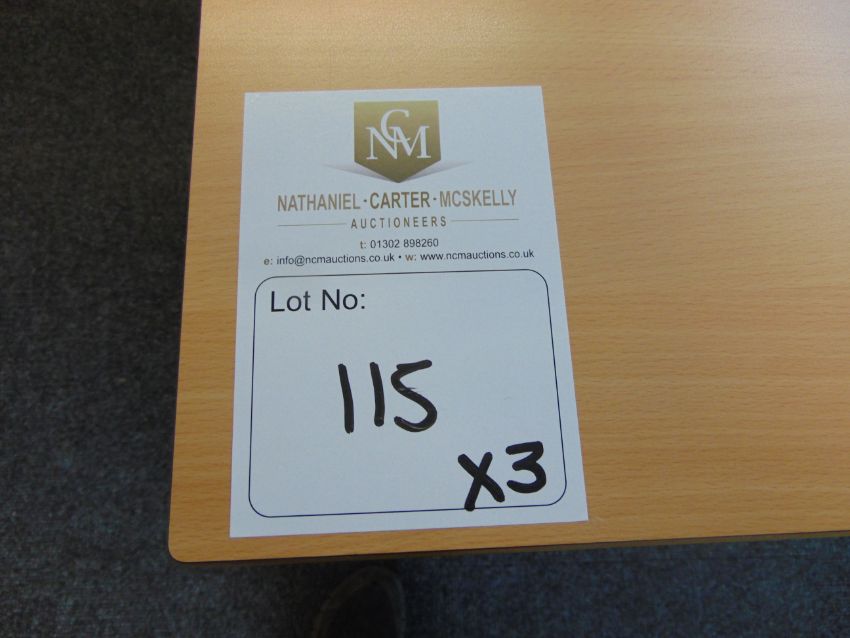 NCM
NATHANIEL · CARTER · MCSKELLY
AUCTIONEERS
t: 01302 898260
e: info@ncmauctions.co.uk • w: www.ncmauctions.co.uk
Lot No:
115
X3